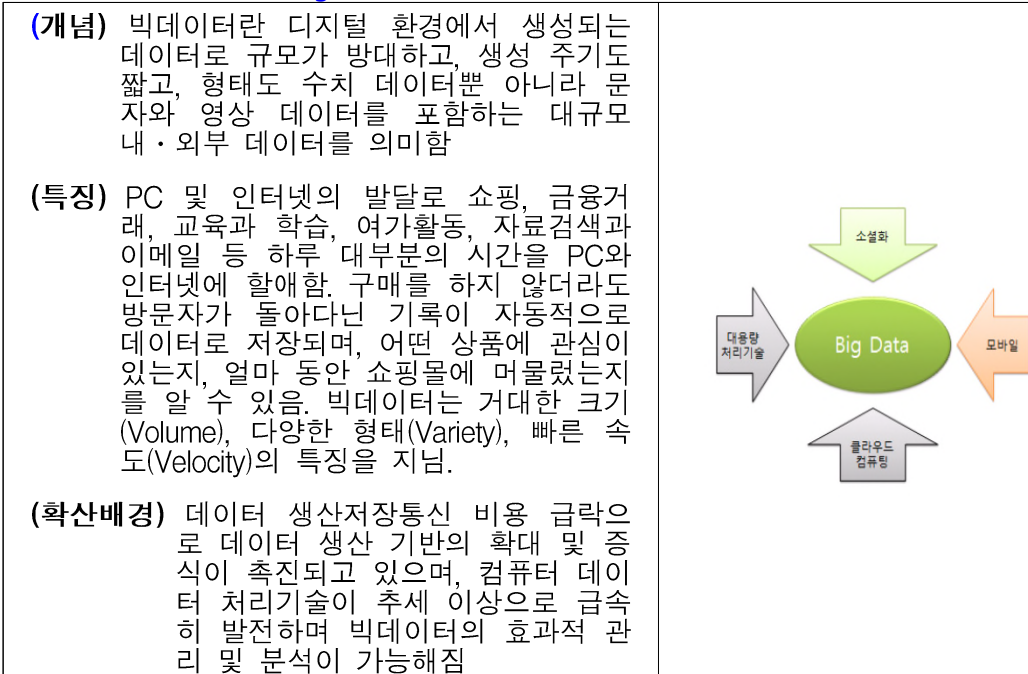 (개념) 빅데이터란 디지털 환경에서 생성되는
데이터로 규모가 방대하고, 생성 주기도
짧고, 형태도 수치 데이터뿐 아니라 문
자와 영상 데이터를 포함하는 대규모
내・외부 데이터를 의미함
(특징) PC 및 인터넷의 발달로 쇼핑, 금융거
래, 교육과 학습, 여가활동, 자료검색과
이메일 등 하루 대부분의 시간을 PC와
인터넷에 할애함. 구매를 하지 않더라도
방문자가 돌아다닌 기록이 자동적으로
데이터로 저장되며, 어떤 상품에 관심이
있는지, 얼마 동안 쇼핑몰에 머물렀는지
를 알 수 있음. 빅데이터는 거대한 크기
(Volume), 다양한 형태(Variety), 빠른 속
도(Velocity)의 특징을 지님.
(확산배경) 데이터 생산저장통신 비용 급락으
로 데이터 생산 기반의 확대 및 증
식이 촉진되고 있으며, 컴퓨터 데이
터 처리기술이 추세 이상으로 급속
히 발전하며 빅데이터의 효과적 관
리 및 분석이 가능해짐
소셜화
대용량
처리기술
Big Data
모바일
클라우드
컴퓨팅